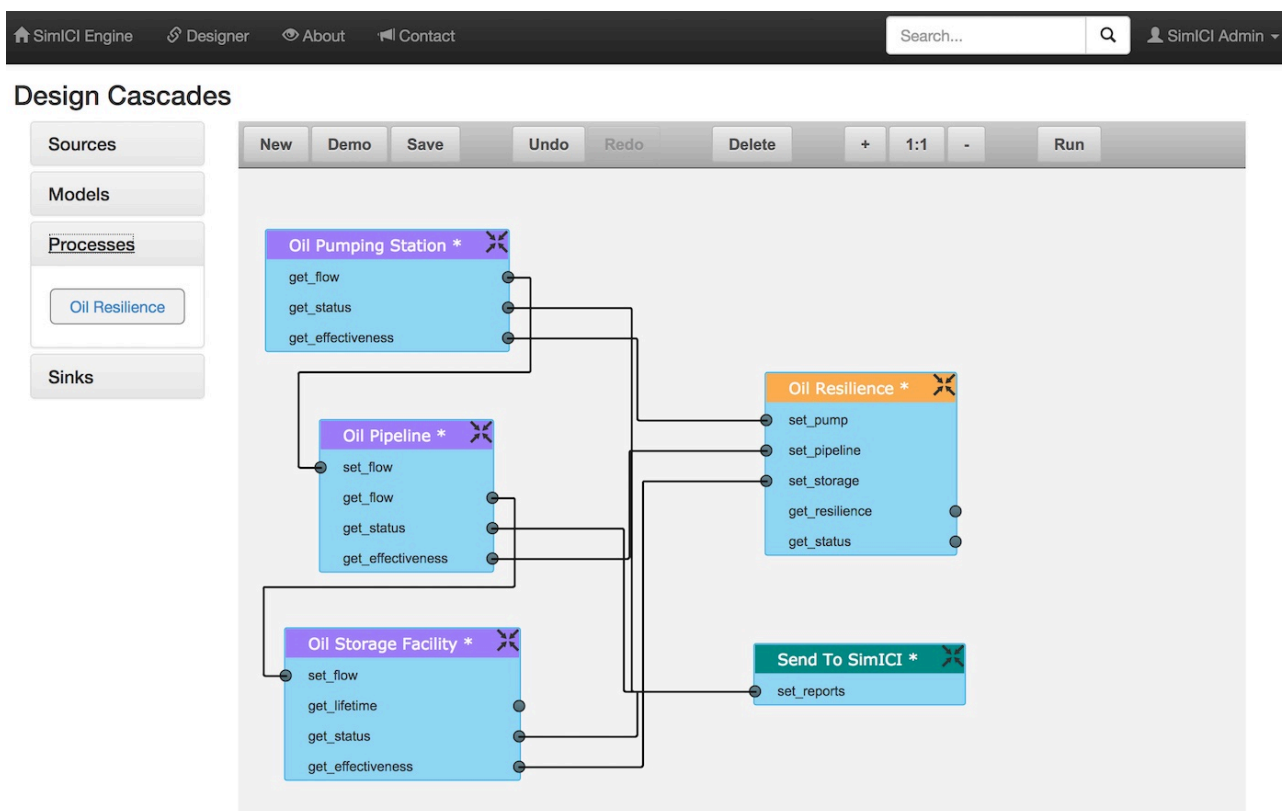 SimICI Engine Designer About Contact Search... SimICI Admin
Design Cascades
Sources
Models
Processes
Oil Resilience
Sinks
New Demo Save Undo Redo Delete + 1:1 - Run
Oil Pumping Station *
get_flow
get_status
get_effectiveness
Oil Pipeline *
set_flow
get_flow
get_status
get_effectiveness
Oil Storage Facility *
set_flow
get_lifetime
get_status
get_effectiveness
Oil Resilience *
set_pump
set_pipeline
set_storage
get_resilience
get_status
Send To SimICI *
set_reports